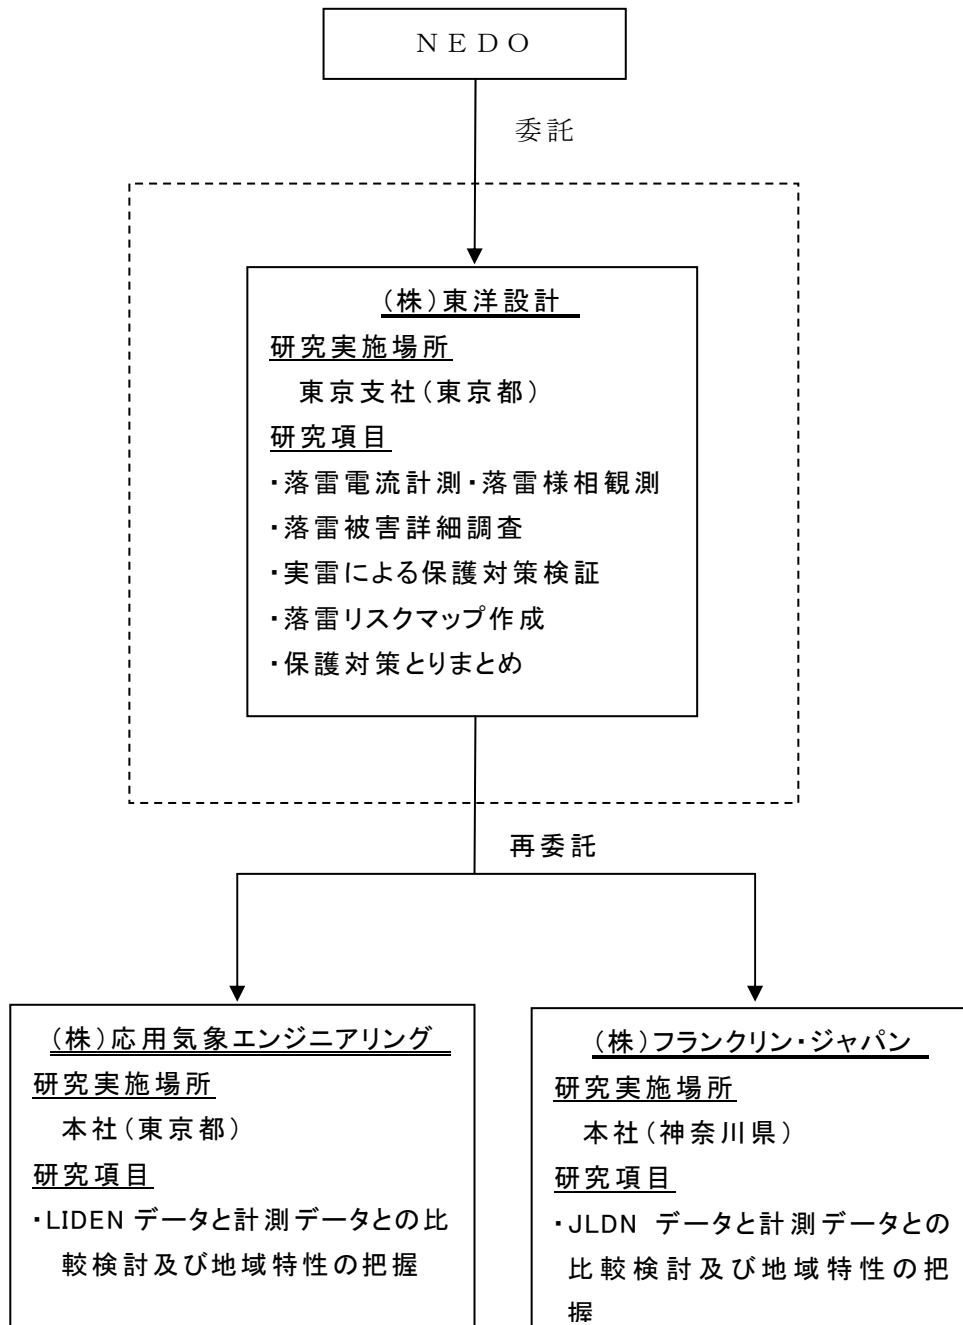 NEDO
委託
（株）東洋設計
研究実施場所
東京支社（東京都）
研究項目
・落雷電流計測・落雷様相観測
・落雷被害詳細調査
・実雷による保護対策検証
・落雷リスクマップ作成
・保護対策とりまとめ
再委託
（株）応用気象エンジニアリング
研究実施場所
本社（東京都）
研究項目
・LIDEN データと計測データとの比
較検討及び地域特性の把握
（株）フランクリン・ジャパン
研究実施場所
本社（神奈川県）
研究項目
・JLDN データと計測データとの
比較検討及び地域特性の把
握